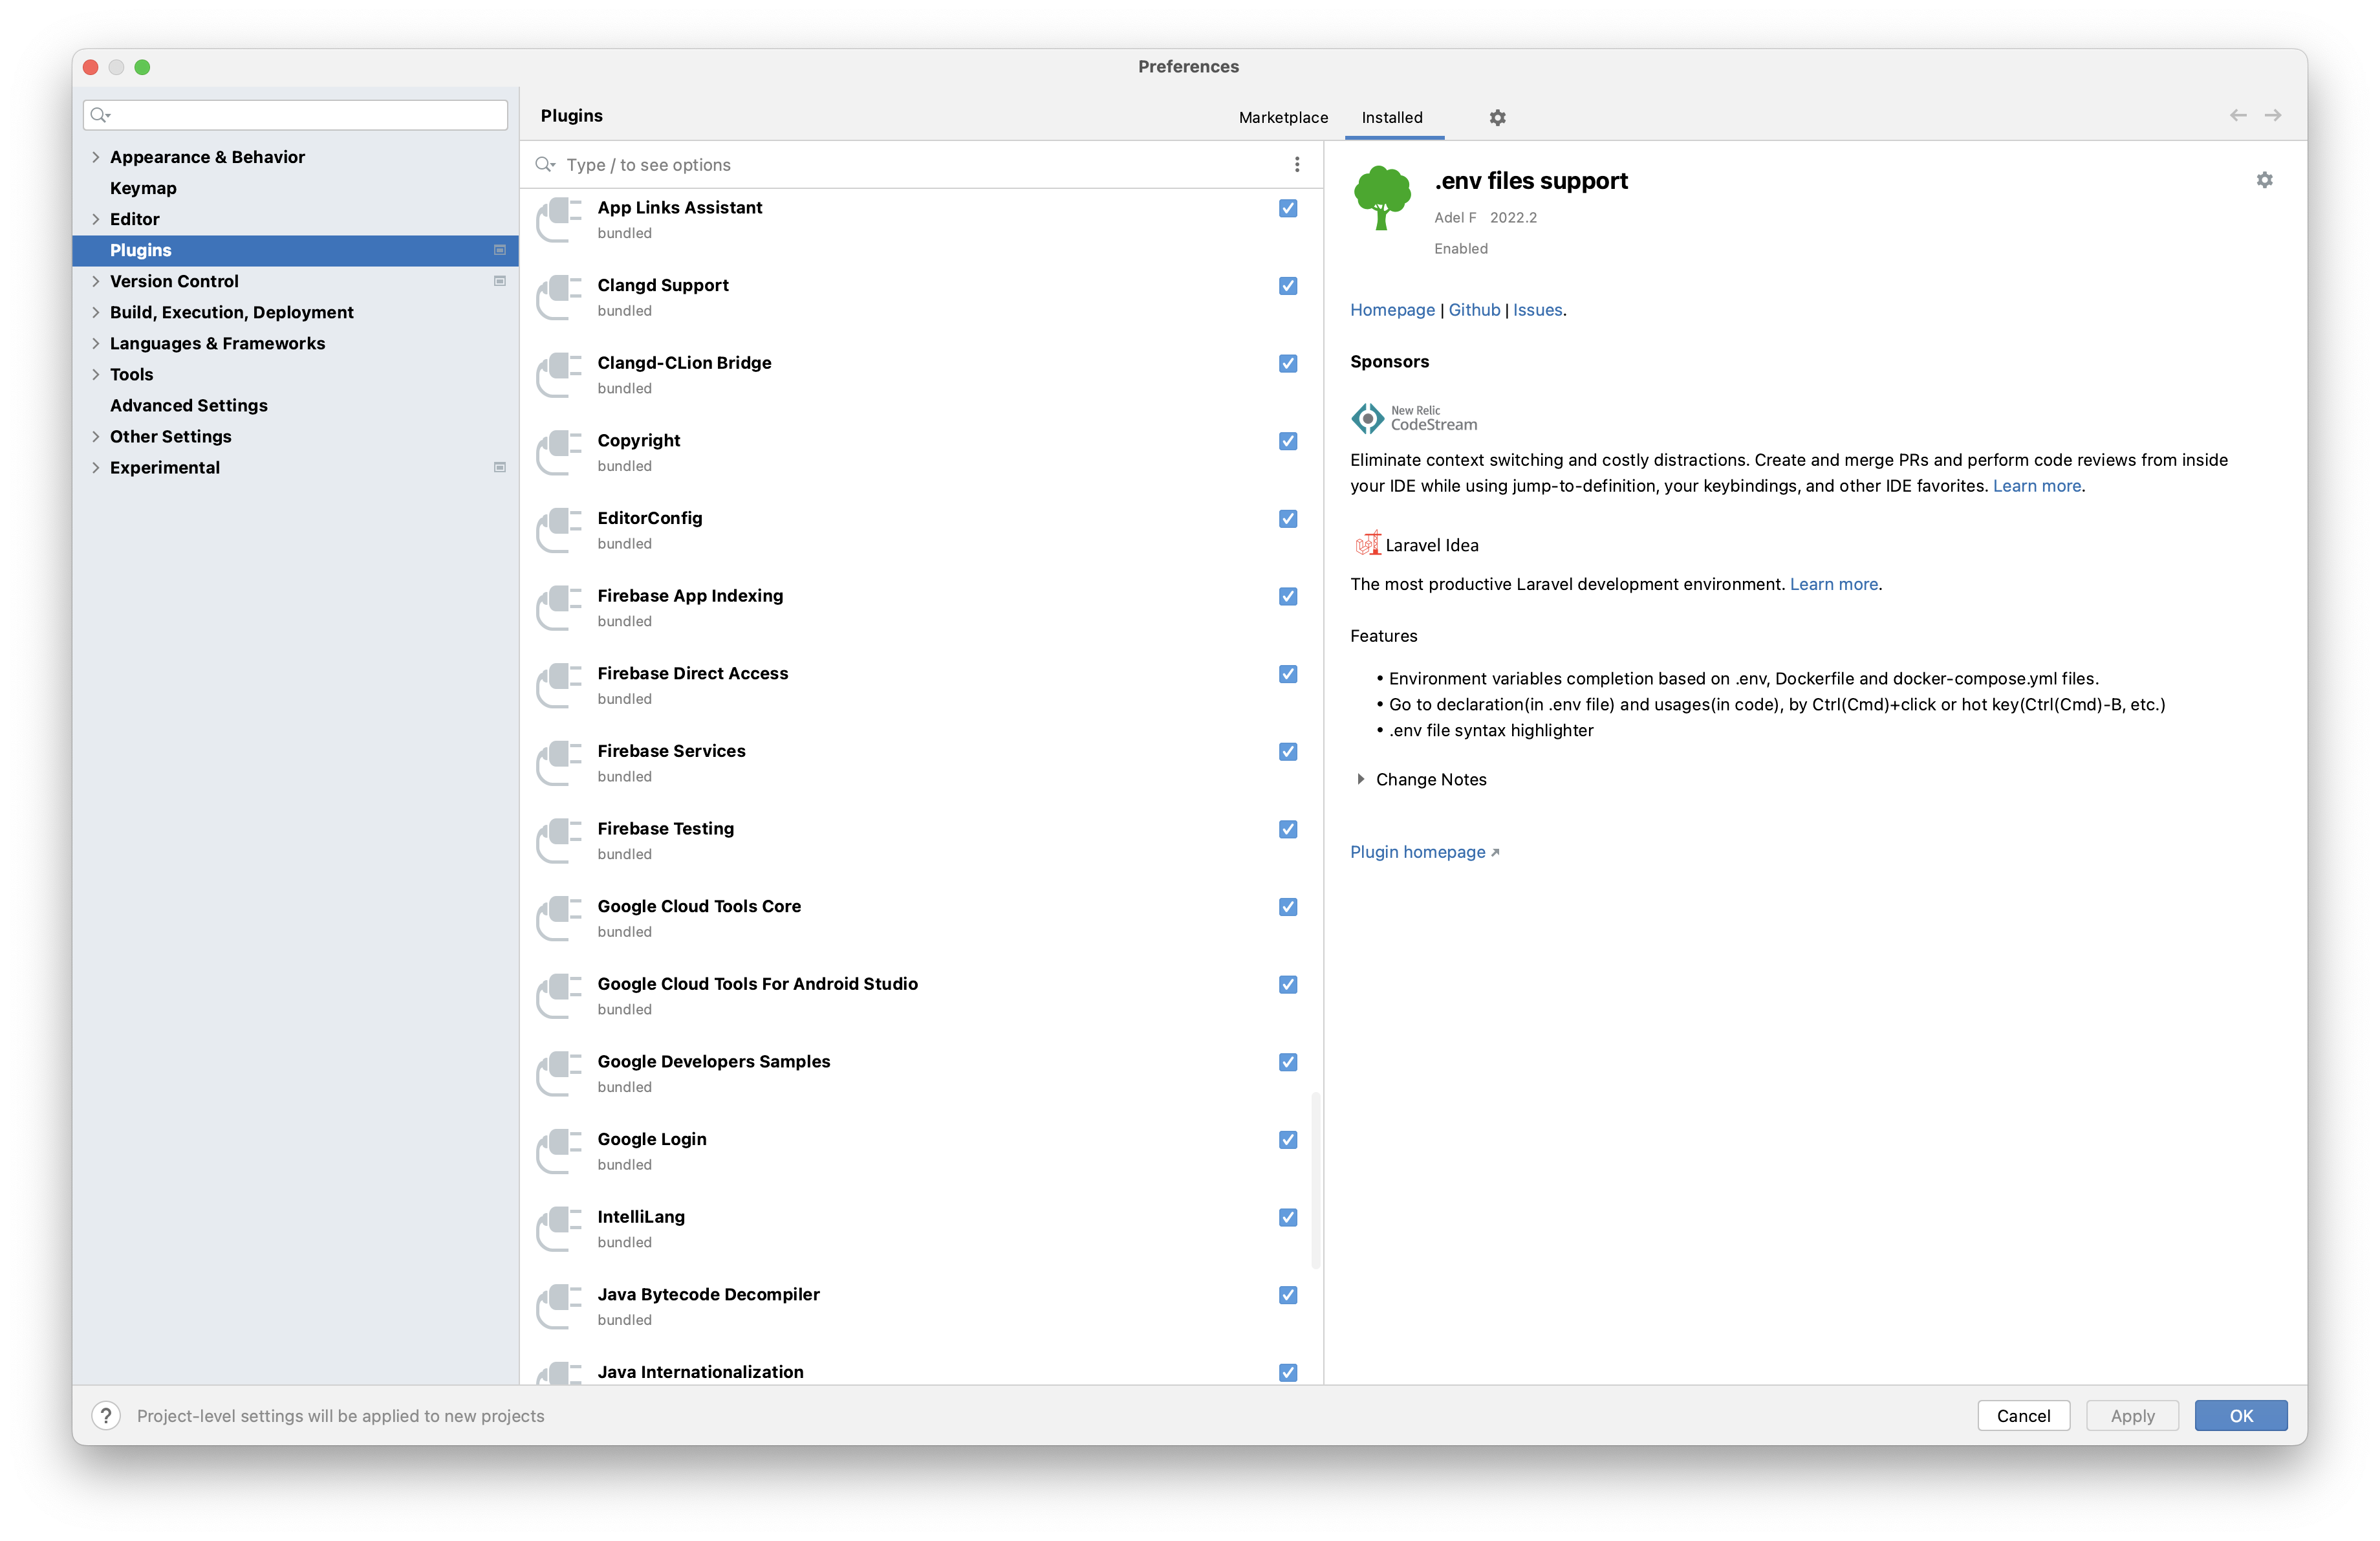 Preferences
Appearance & Behavior
Keymap
Editor
Plugins
Version Control
Build, Execution, Deployment
Languages & Frameworks
Tools
Advanced Settings
Other Settings
Experimental
Plugins
Marketplace
Installed
Type / to see options
App Links Assistant
bundled
Clangd Support
bundled
Clangd-CLion Bridge
bundled
Copyright
bundled
EditorConfig
bundled
Firebase App Indexing
bundled
Firebase Direct Access
bundled
Firebase Services
bundled
Firebase Testing
bundled
Google Cloud Tools Core
bundled
Google Cloud Tools For Android Studio
bundled
Google Developers Samples
bundled
Google Login
bundled
IntelliLang
bundled
Java Bytecode Decompiler
bundled
Java Internationalization
.env files support
Adel F 2022.2
Enabled
Homepage | Github | Issues.
Sponsors
New Relic
CodeStream
Eliminate context switching and costly distractions. Create and merge PRs and perform code reviews from inside
your IDE while using jump-to-definition, your keybindings, and other IDE favorites. Learn more.
Laravel Idea
The most productive Laravel development environment. Learn more.
Features
• Environment variables completion based on .env, Dockerfile and docker-compose.yml files.
• Go to declaration(in .env file) and usages(in code), by Ctrl(Cmd)+click or hot key(Ctrl(Cmd)-B, etc.)
• .env file syntax highlighter
Change Notes
Plugin homepage
? Project-level settings will be applied to new projects
Cancel
Apply
OK